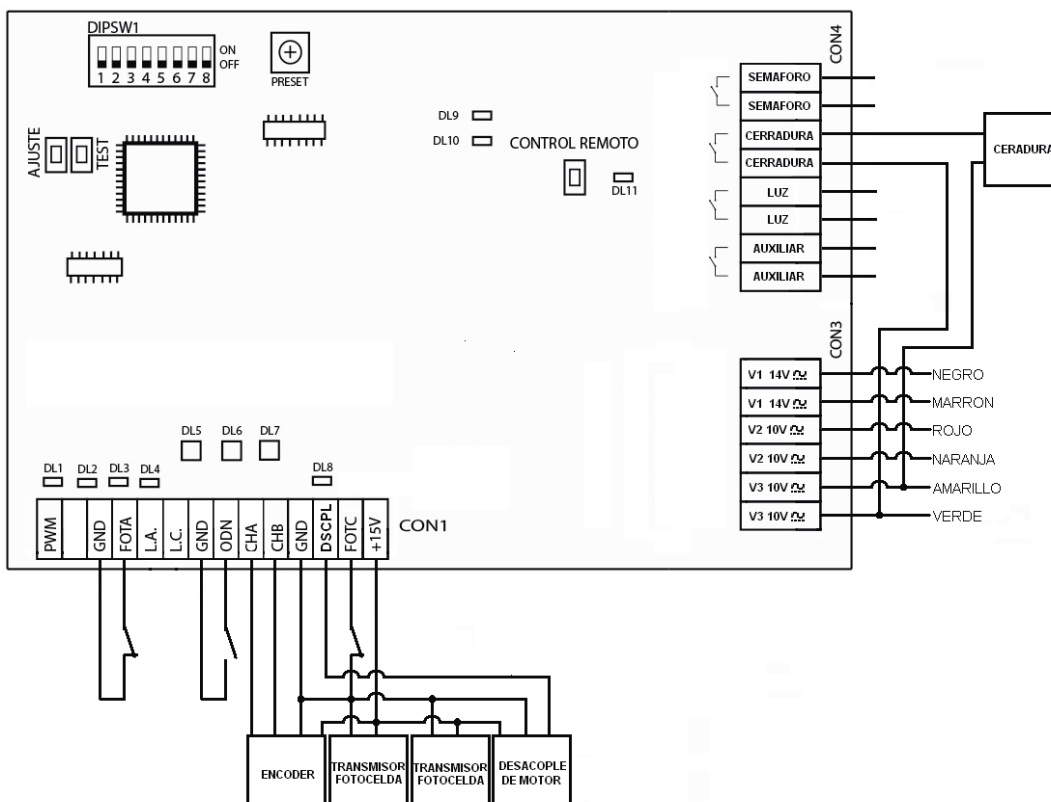 DIPSW1
ON
OFF
1 2 3 4 5 6 7 8
PRESET
AJUSTE
TEST
DL9
DL10
CONTROL REMOTO
DL11
CON4
SEMAFORO
SEMAFORO
CERRADURA
CERRADURA
LUZ
LUZ
AUXILIAR
AUXILIAR
CERADURA
CON3
V1 14V
NEGRO
V1 14V
MARRON
V2 10V
ROJO
V2 10V
NARANJA
V3 10V
AMARILLO
V3 10V
VERDE
DL5
DL6
DL7
DL1
DL2
DL3
DL4
DL8
PWM
GND
FOTA
L.A.
L.C.
GND
ODN
CHA
CHB
GND
DSCPL
FOTC
+15V
CON1
ENCODER
TRANSMISOR
FOTOCELDA
TRANSMISOR
FOTOCELDA
DESACOPLE
DE MOTOR